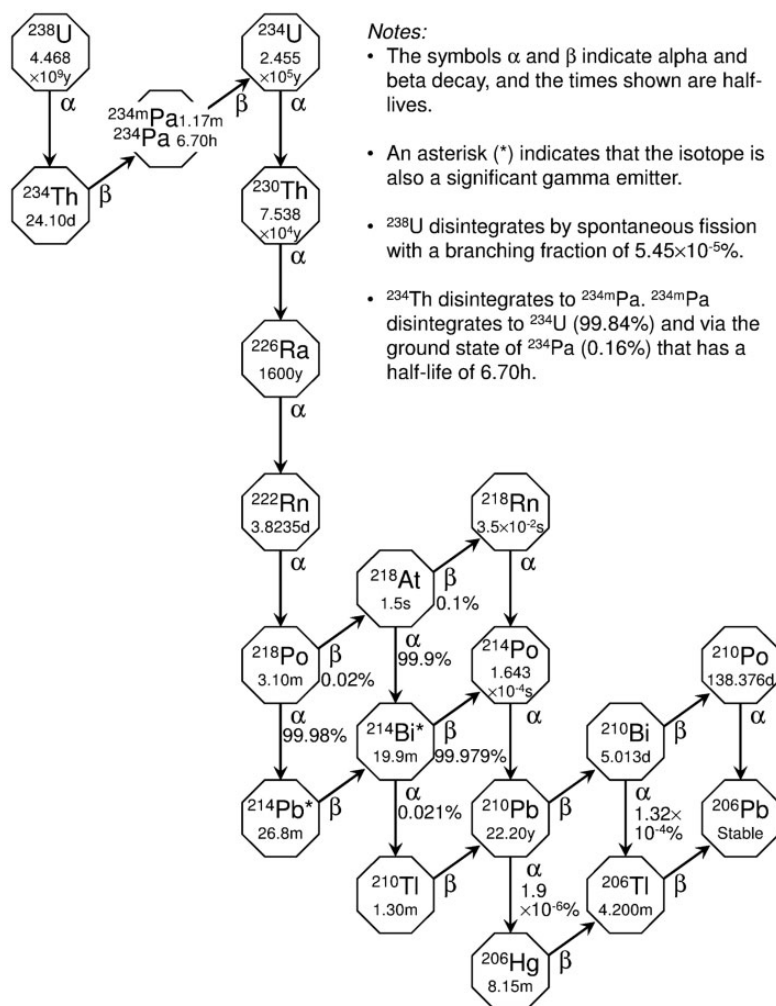 ²³⁸U
4.468
×10⁹y
α
²³⁴Th
24.10d
β
²³⁴ᵐPa 1.17m
²³⁴Pa 6.70h
β
²³⁴U
2.455
×10⁵y
α
²³⁰Th
7.538
×10⁴y
α
²²⁶Ra
1600y
α
²²²Rn
3.8235d
α
²¹⁸Po
3.10m
β
0.02%
α
99.98%
²¹⁴Pb*
26.8m
β
²¹⁸At
1.5s
β
0.1%
α
99.9%
²¹⁴Bi*
19.9m
β
99.979%
α
0.021%
²¹⁰Tl
1.30m
β
²¹⁸Rn
3.5×10⁻²s
α
²¹⁴Po
1.643
×10⁻⁴s
α
²¹⁰Pb
22.20y
β
α
1.9
×10⁻⁶%
²⁰⁶Hg
8.15m
β
²¹⁰Bi
5.013d
β
α
1.32×
10⁻⁴%
²⁰⁶Tl
4.200m
β
²¹⁰Po
138.376d
α
²⁰⁶Pb
Stable
Notes:
• The symbols α and β indicate alpha and
beta decay, and the times shown are half-
lives.
• An asterisk (*) indicates that the isotope is
also a significant gamma emitter.
• ²³⁸U disintegrates by spontaneous fission
with a branching fraction of 5.45×10⁻⁵%.
• ²³⁴Th disintegrates to ²³⁴ᵐPa. ²³⁴ᵐPa
disintegrates to ²³⁴U (99.84%) and via the
ground state of ²³⁴Pa (0.16%) that has a
half-life of 6.70h.